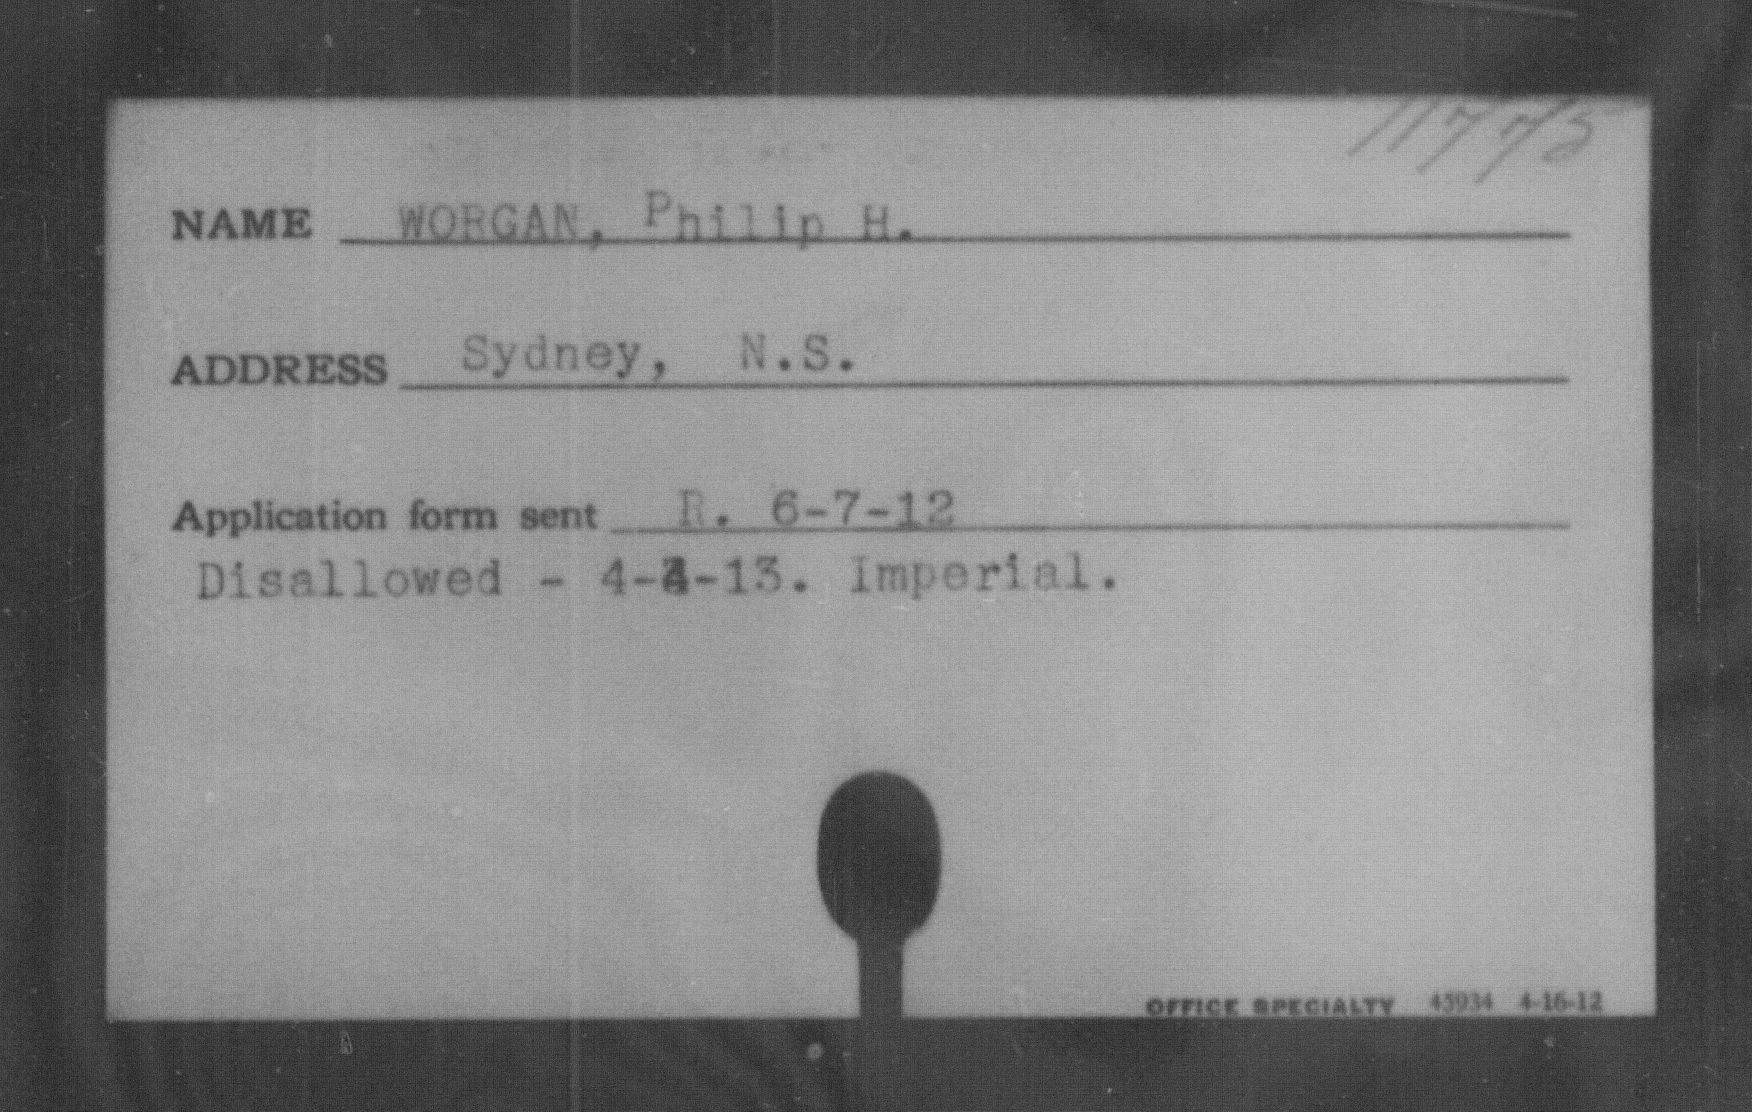 11775
NAME WORGAN, Philip H.
ADDRESS Sydney, N.S.
Application form sent R. 6-7-12
Disallowed - 4-4-13. Imperial.
OFFICE SPECIALTY 45934 4-16-12